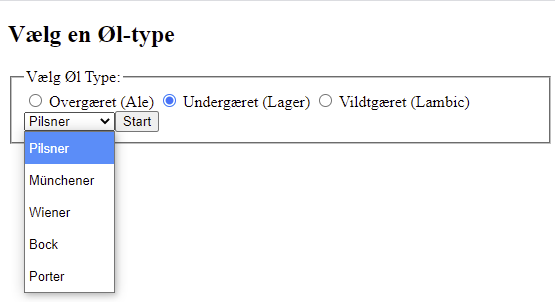 Vælg en Øl-type
Vælg Øl Type:
Overgæret (Ale) Undergæret (Lager) Vildtgæret (Lambic)
Pilsner Start
Pilsner
Münchener
Wiener
Bock
Porter